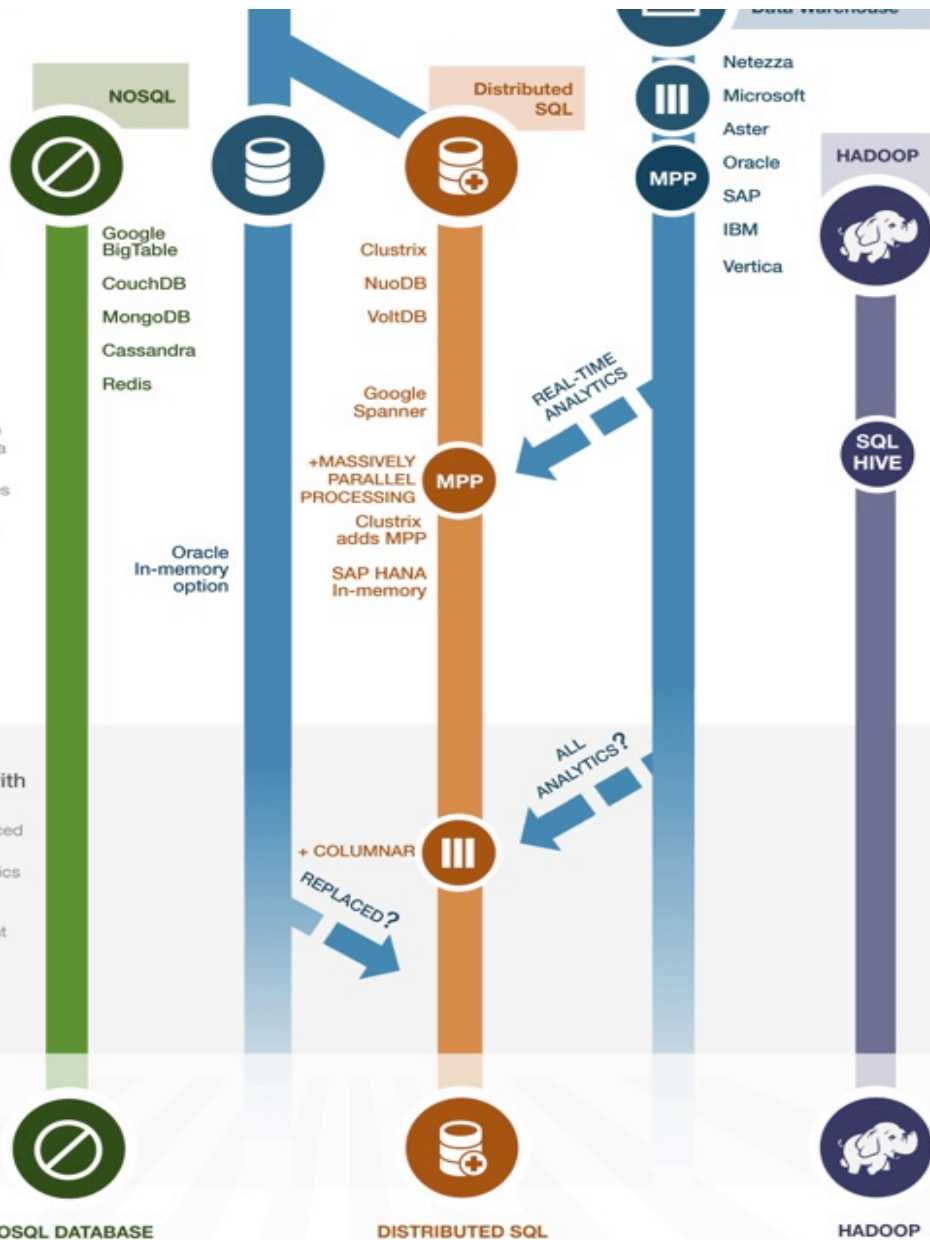 Data Warehouse
Netezza
Microsoft
Aster
Oracle
SAP
IBM
Vertica
MPP
NOSQL
Distributed
SQL
HADOOP
Google
BigTable
CouchDB
MongoDB
Cassandra
Redis
Clustrix
NuoDB
VoltDB
Google
Spanner
REAL-TIME
ANALYTICS
+MASSIVELY
PARALLEL
PROCESSING
MPP
Clustrix
adds MPP
SAP HANA
In-memory
Oracle
In-memory
option
SQL
HIVE
ALL
ANALYTICS?
+ COLUMNAR
REPLACED?
OSQL DATABASE
DISTRIBUTED SQL
HADOOP